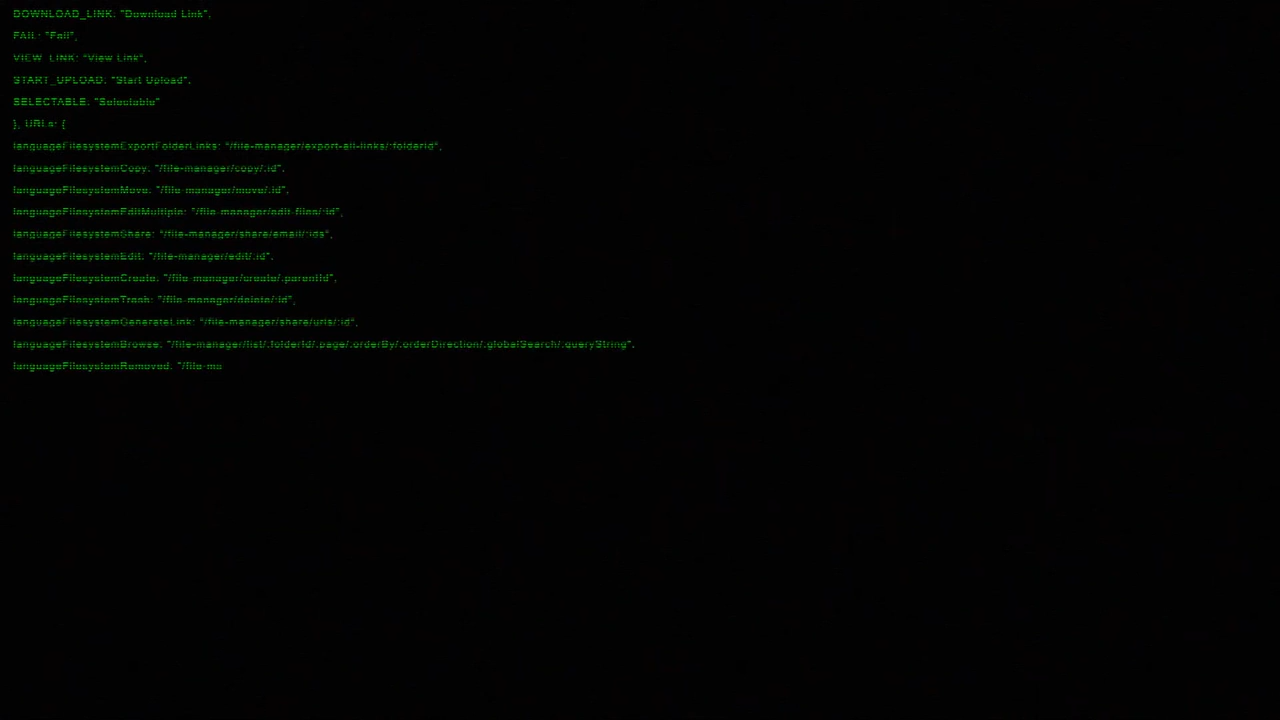 DOWNLOAD_LINK: "Download Link",
FAIL: "Fail",
VIEW_LINK: "View Link",
START_UPLOAD: "Start Upload",
SELECTABLE: "Selectable"
}, URLs: {
languageFilesystemExportFolderLinks: "/file-manager/export-all-links/:folderId",
languageFilesystemCopy: "/file-manager/copy/:id",
languageFilesystemMove: "/file-manager/move/:id",
languageFilesystemEditMultiple: "/file-manager/edit-files/:id",
languageFilesystemShare: "/file-manager/share/email/:ids",
languageFilesystemEdit: "/file-manager/edit/:id",
languageFilesystemCreate: "/file-manager/create/:parentId",
languageFilesystemTrash: "/file-manager/delete/:id",
languageFilesystemGenerateLink: "/file-manager/share/urls/:id",
languageFilesystemBrowse: "/file-manager/list/:folderId/:page/:orderBy/:orderDirection/:globalSearch/:queryString",
languageFilesystemRemoved: "/file-ma